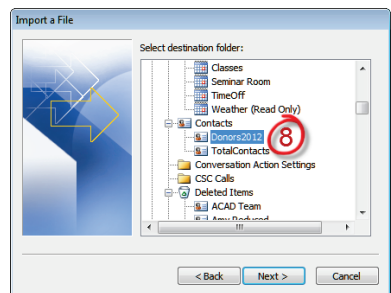 Import a File
Select destination folder:
Classes
Seminar Room
TimeOff
Weather (Read Only)
Contacts
Donors2012
8
TotalContacts
Conversation Action Settings
CSC Calls
Deleted Items
ACAD Team
Amy Reduced
< Back
Next >
Cancel